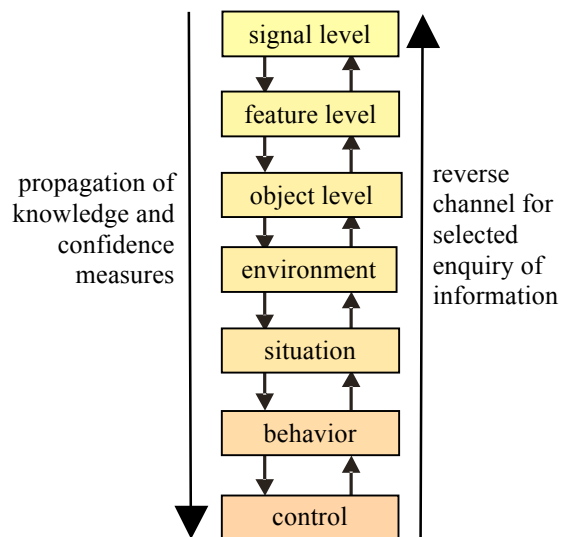 signal level
feature level
object level
environment
situation
behavior
control
propagation of
knowledge and
confidence
measures
reverse
channel for
selected
enquiry of
information